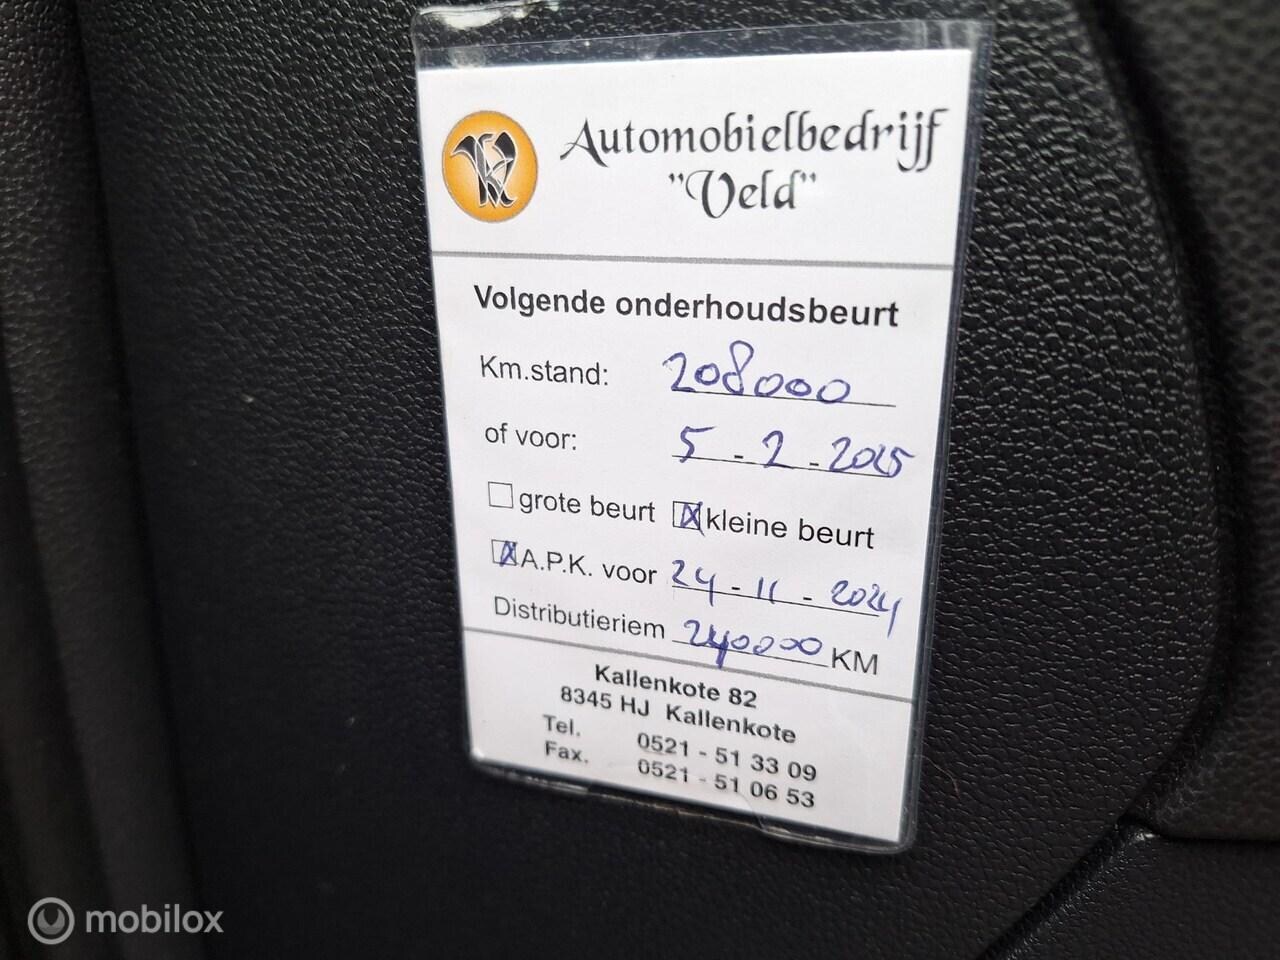 Automobielbedrijf
"Veld"
Volgende onderhoudsbeurt
Km.stand: 208000
of voor: 5 - 2 - 2025
grote beurt X kleine beurt
X A.P.K. voor 24 - 11 - 2024
Distributieriem 240000 KM
Kallenkote 82
8345 HJ Kallenkote
Tel. 0521 - 51 33 09
Fax. 0521 - 51 06 53
mobilox